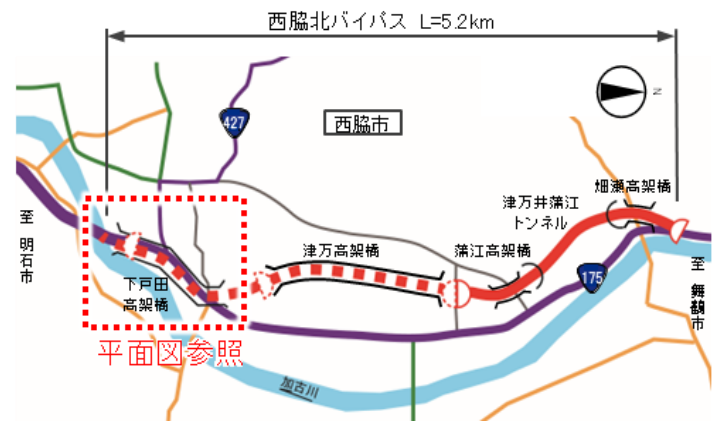 西脇北バイパス L=5.2km
427
西脇市
N
畑瀬高架橋
津万井蒲江
トンネル
至 明石市
津万高架橋
蒲江高架橋
下戸田
高架橋
175
至 舞鶴市
平面図参照
加古川